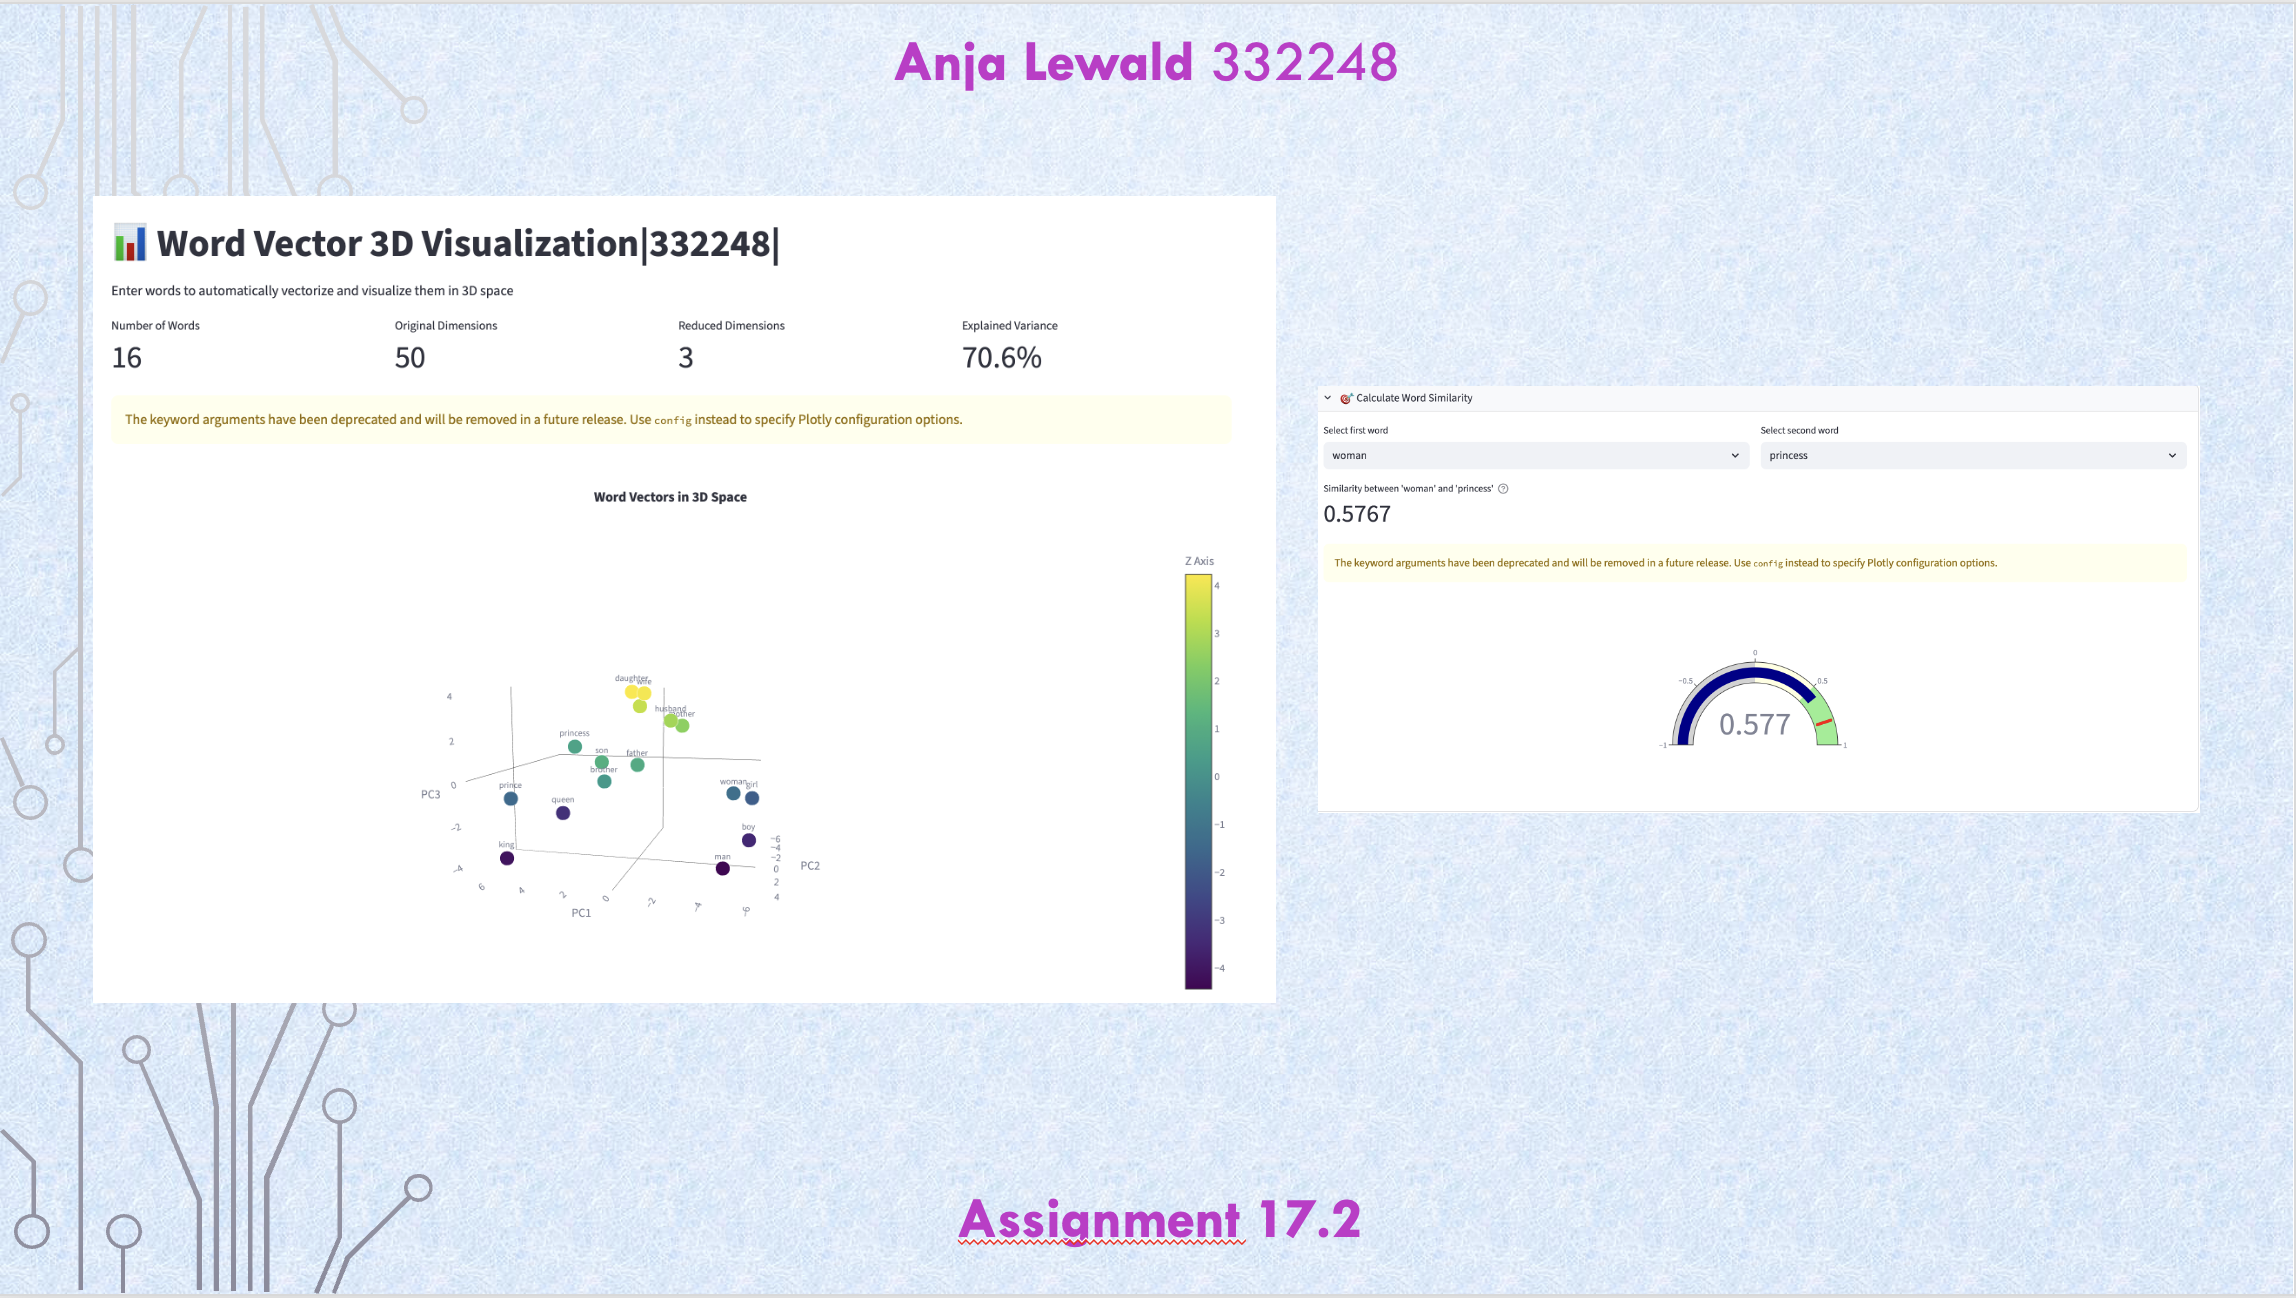 Anja Lewald 332248
Word Vector 3D Visualization|332248|
Enter words to automatically vectorize and visualize them in 3D space
Number of Words Original Dimensions Reduced Dimensions Explained Variance
16 50 3 70.6%
The keyword arguments have been deprecated and will be removed in a future release. Use config instead to specify Plotly configuration options.
Word Vectors in 3D Space
Z Axis
4
3
2
1
0
−1
−2
−3
−4
daughter
wife
husband
princess
son
father
brother
prince
queen
woman
girl
boy
king
man
4
2
0
−2
−4
PC3
6
4
2
0
−2
−4
−6
PC1
−6
−4
−2
0
2
4
PC2
Calculate Word Similarity
Select first word Select second word
woman princess
Similarity between 'woman' and 'princess'
0.5767
The keyword arguments have been deprecated and will be removed in a future release. Use config instead to specify Plotly configuration options.
0
−0.5 0.5
0.577
−1 1
Assignment 17.2